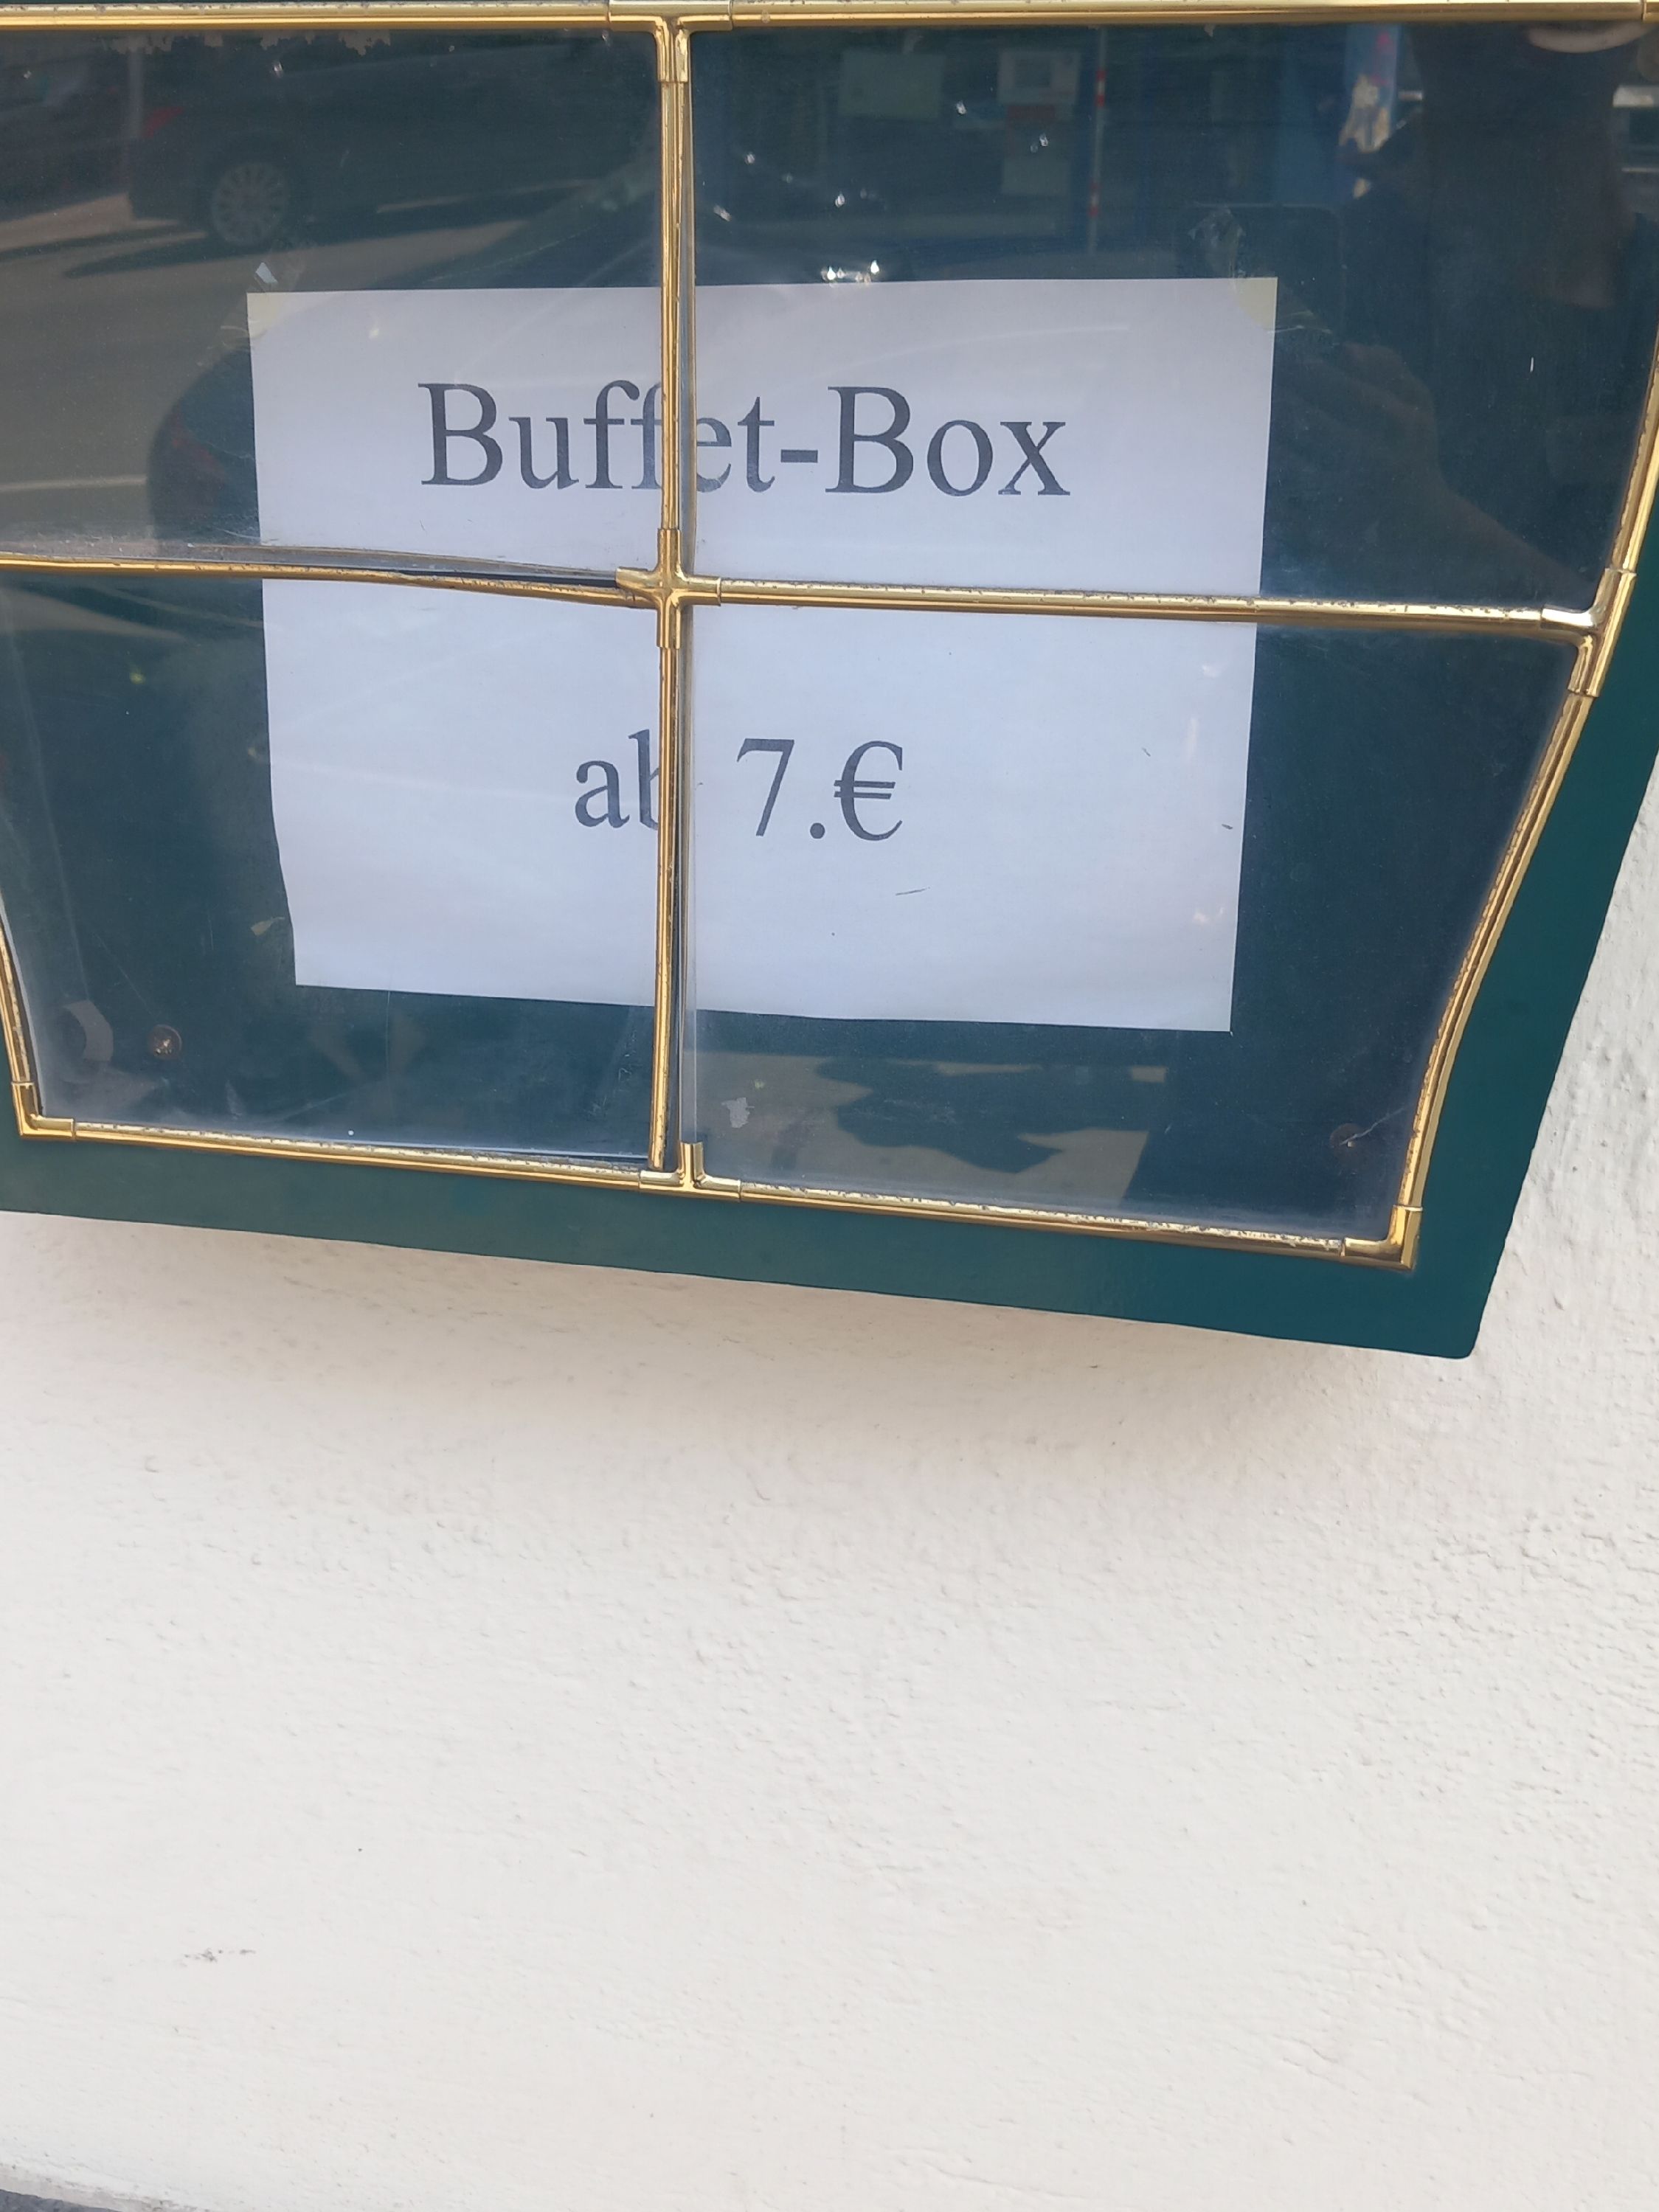 Buffet-Box
ab 7.€